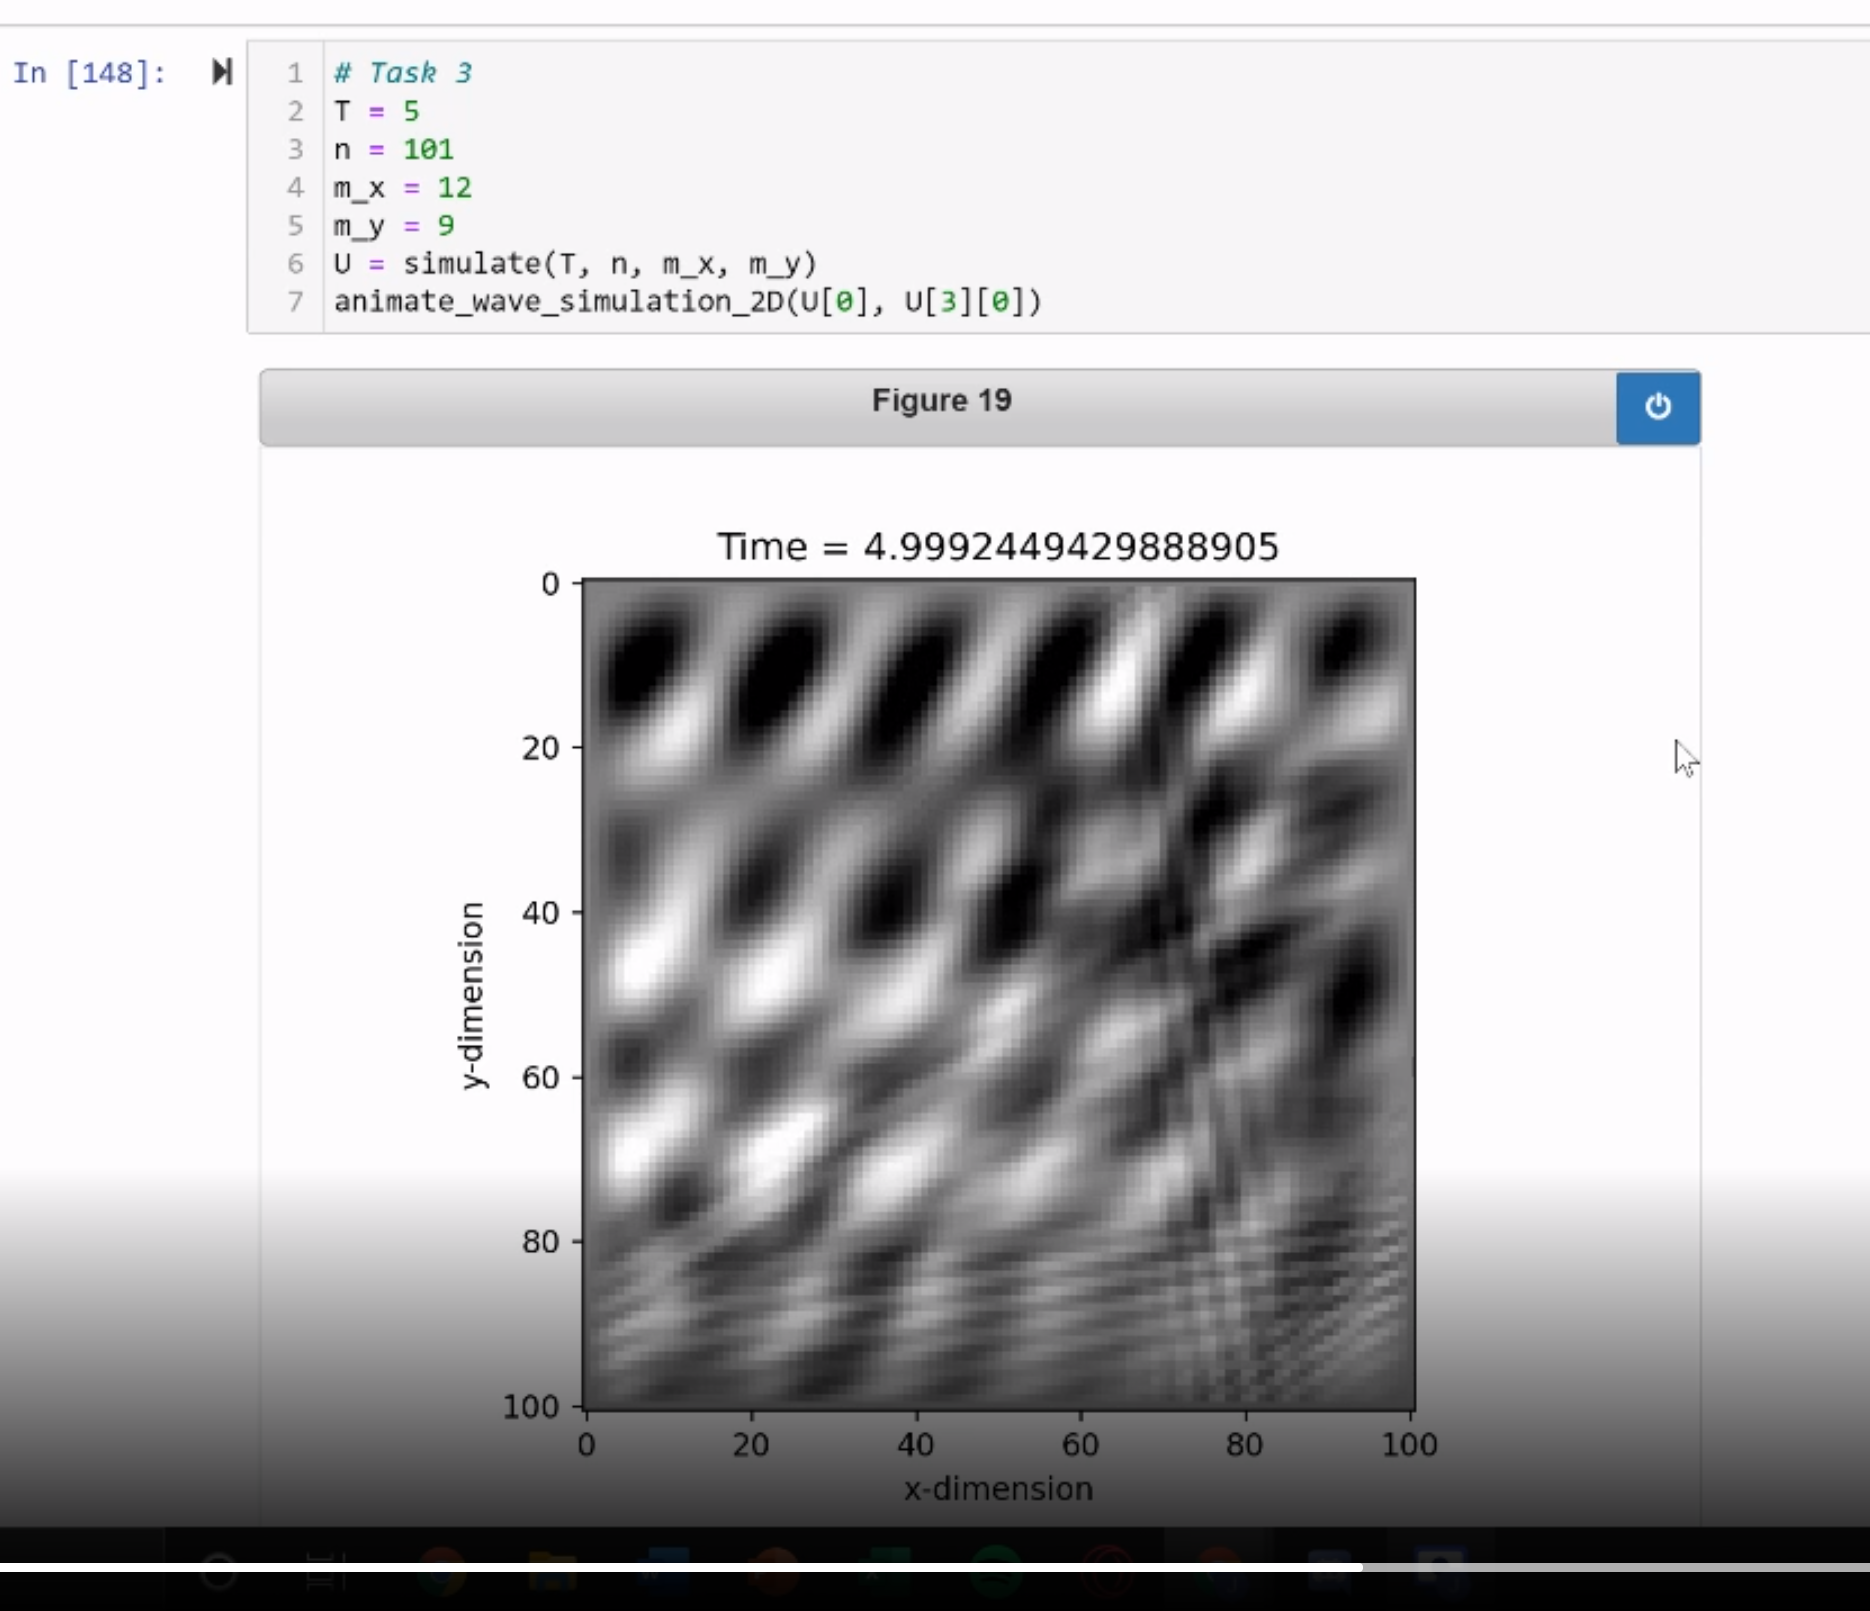 In [148]:
1 # Task 3
2 T = 5
3 n = 101
4 m_x = 12
5 m_y = 9
6 U = simulate(T, n, m_x, m_y)
7 animate_wave_simulation_2D(U[0], U[3][0])
Figure 19
Time = 4.9992449429888905
0
20
40
60
80
100
y-dimension
0 20 40 60 80 100
x-dimension